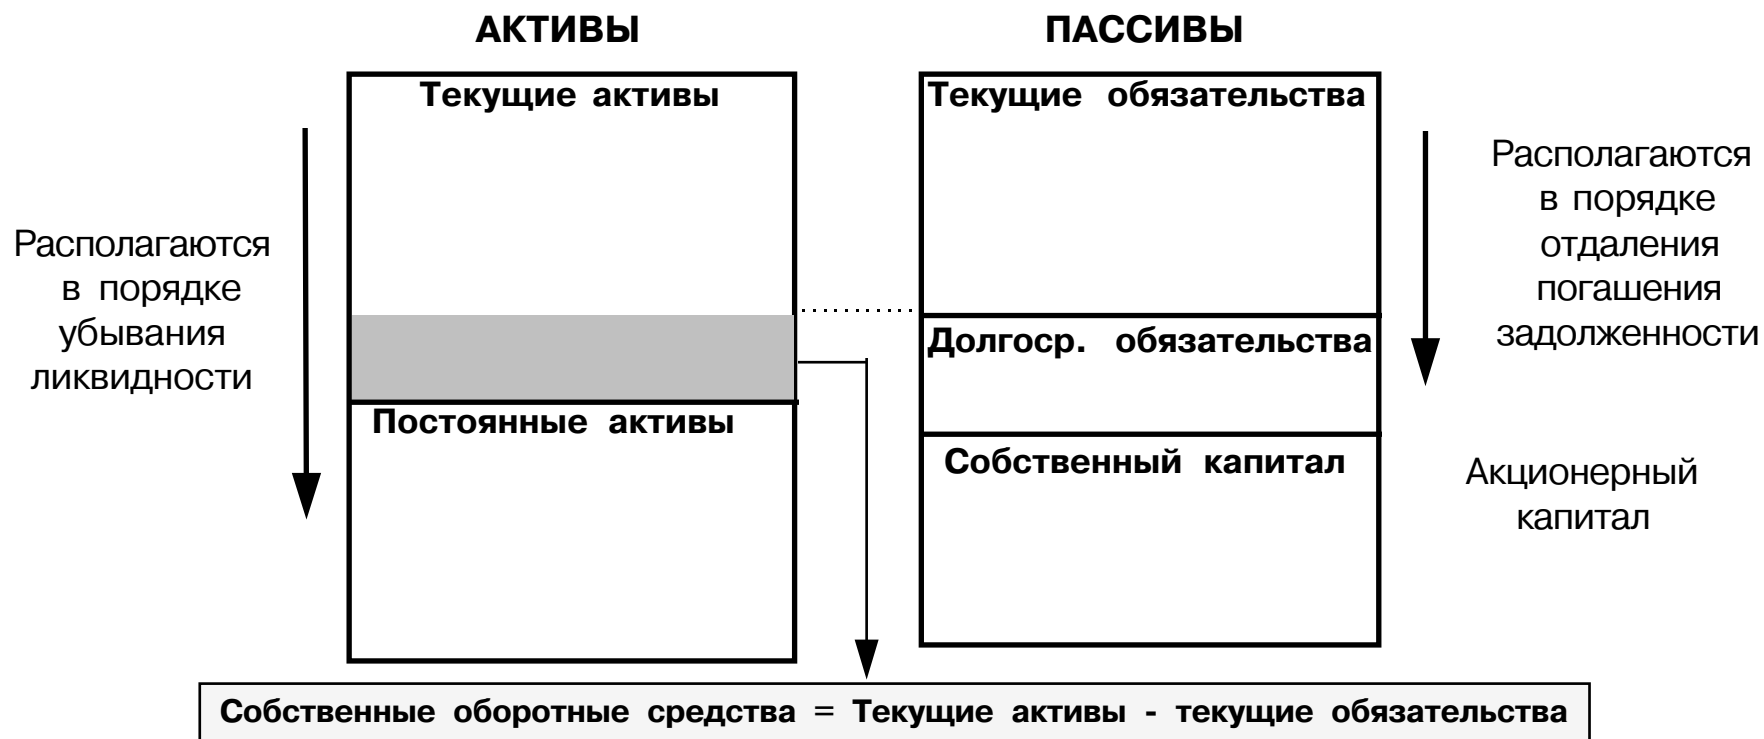 АКТИВЫ
ПАССИВЫ
Текущие активы
Текущие обязательства
Располагаются
в порядке
убывания
ликвидности
Располагаются
в порядке
отдаления
погашения
задолженности
Долгоср. обязательства
Постоянные активы
Собственный капитал
Акционерный
капитал
Собственные оборотные средства = Текущие активы - текущие обязательства